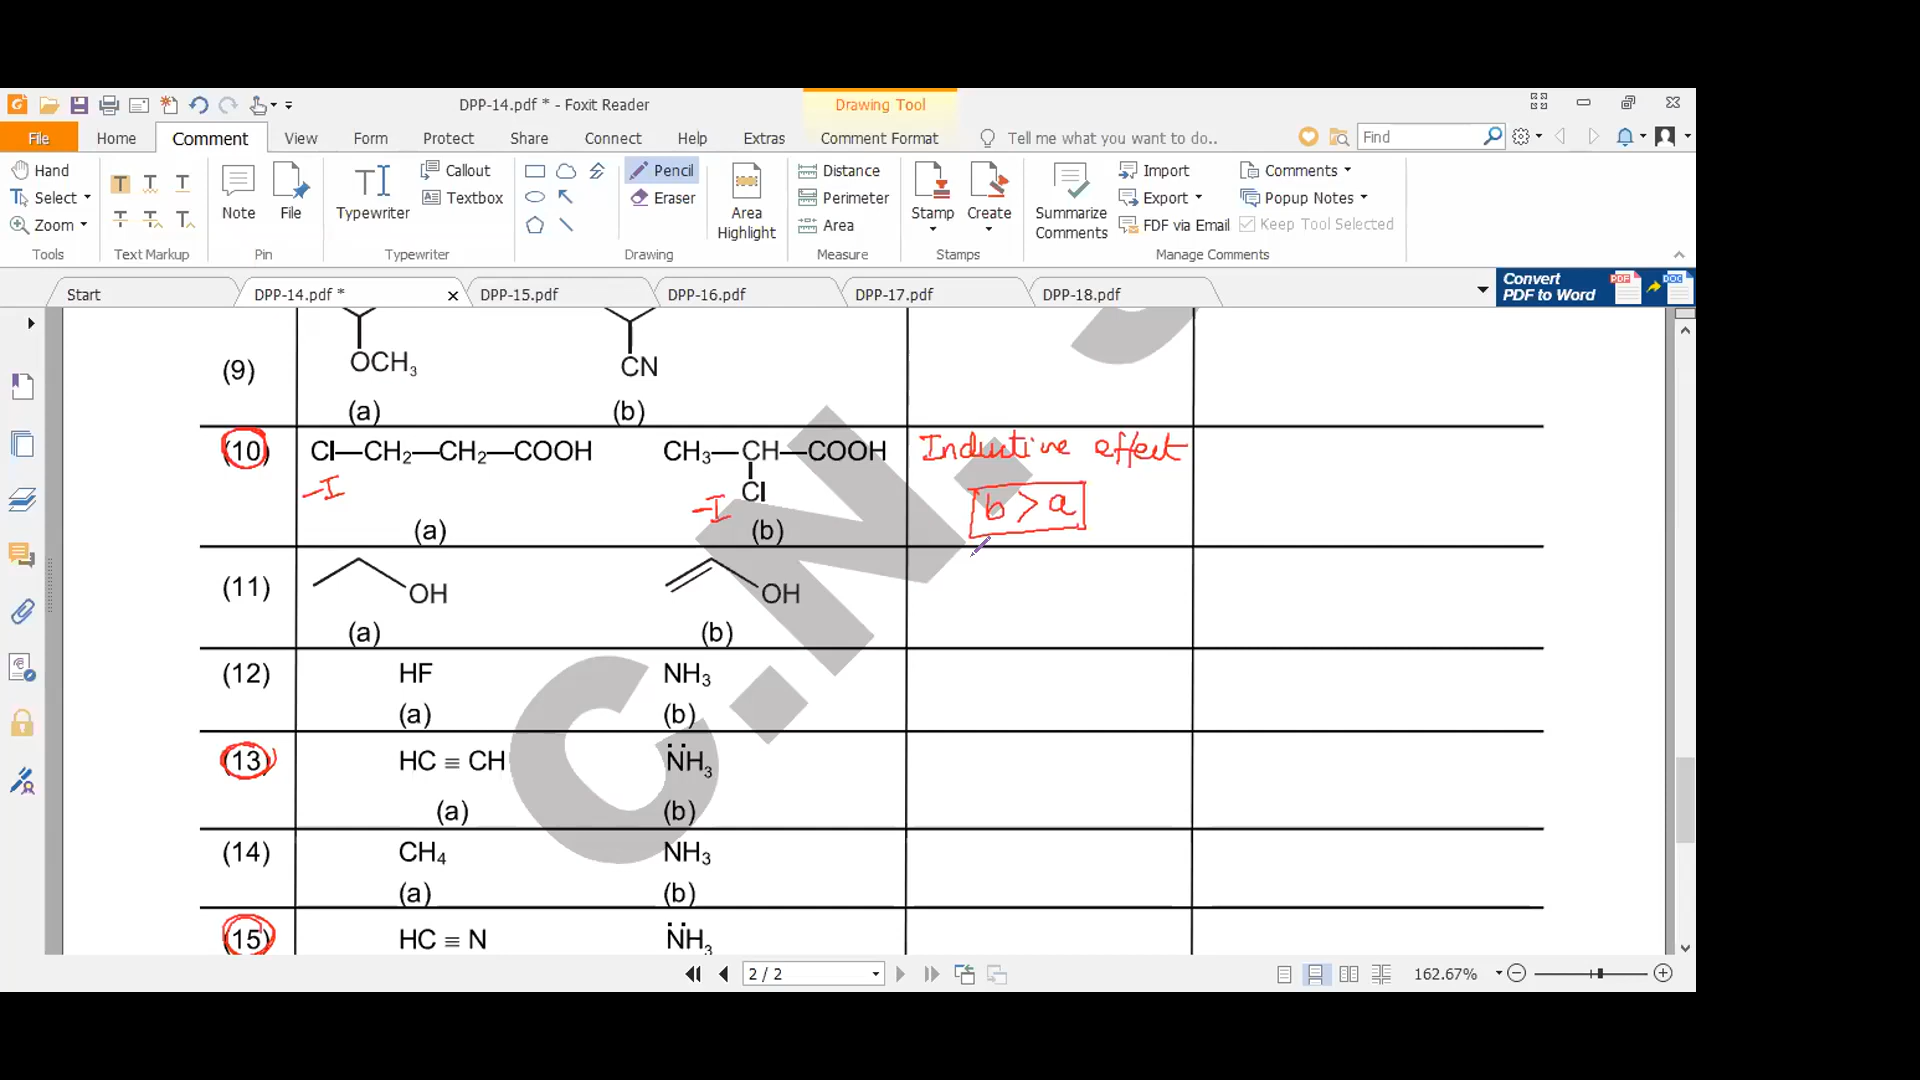 DPP-14.pdf * - Foxit Reader
Drawing Tool
File Home Comment View Form Protect Share Connect Help Extras Comment Format Tell me what you want to do.. Find
Hand
Select
Zoom
Tools
T T T
T T T
Text Markup
Note
File
Pin
Typewriter
Callout
Textbox
Typewriter
Pencil
Eraser
Drawing
Area
Highlight
Distance
Perimeter
Area
Measure
Stamp
Create
Stamps
Summarize
Comments
Import
Export
FDF via Email
Comments
Popup Notes
Keep Tool Selected
Manage Comments
Start DPP-14.pdf * DPP-15.pdf DPP-16.pdf DPP-17.pdf DPP-18.pdf
Convert
PDF to Word
PDF DOC
(9)
OCH3 CN
(a) (b)
(10) Cl—CH2—CH2—COOH CH3—CH—COOH Inductive effect
-I -I Cl b > a
(a) (b)
(11) OH OH
(a) (b)
(12) HF NH3
(a) (b)
(13) HC ≡ CH NH3
(a) (b)
(14) CH4 NH3
(a) (b)
(15) HC ≡ N NH3
C.N.
2 / 2
162.67%